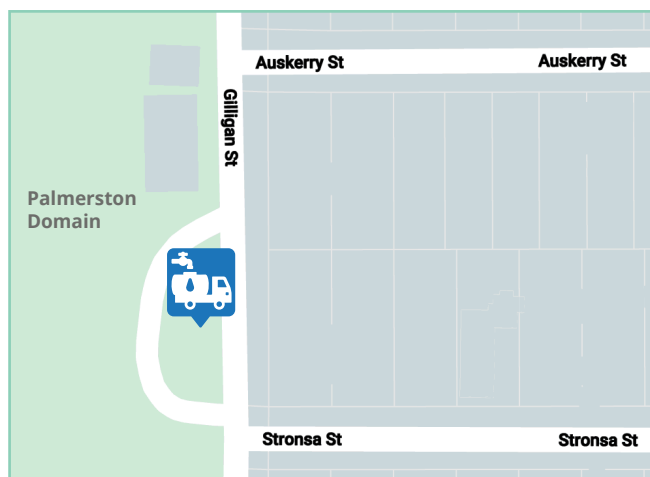 Auskerry St
Auskerry St
Gilligan St
Palmerston
Domain
Stronsa St
Stronsa St